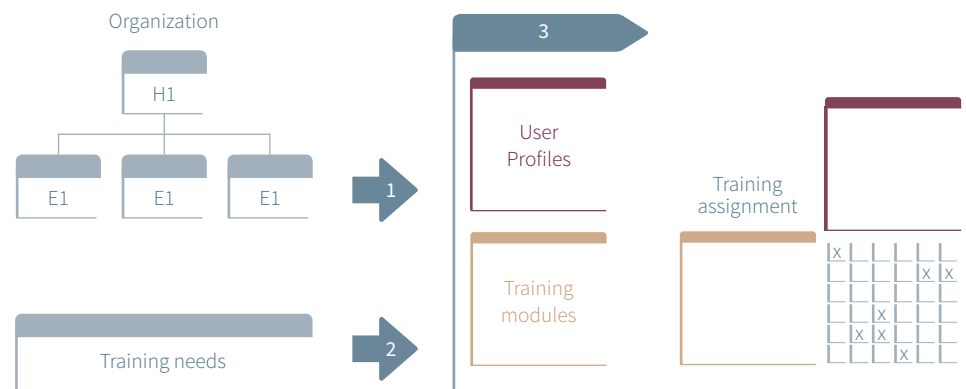 Organization
H1
E1
E1
E1
1
Training needs
2
3
User
Profiles
Training
modules
Training
assignment
X
X X
X
X X
X